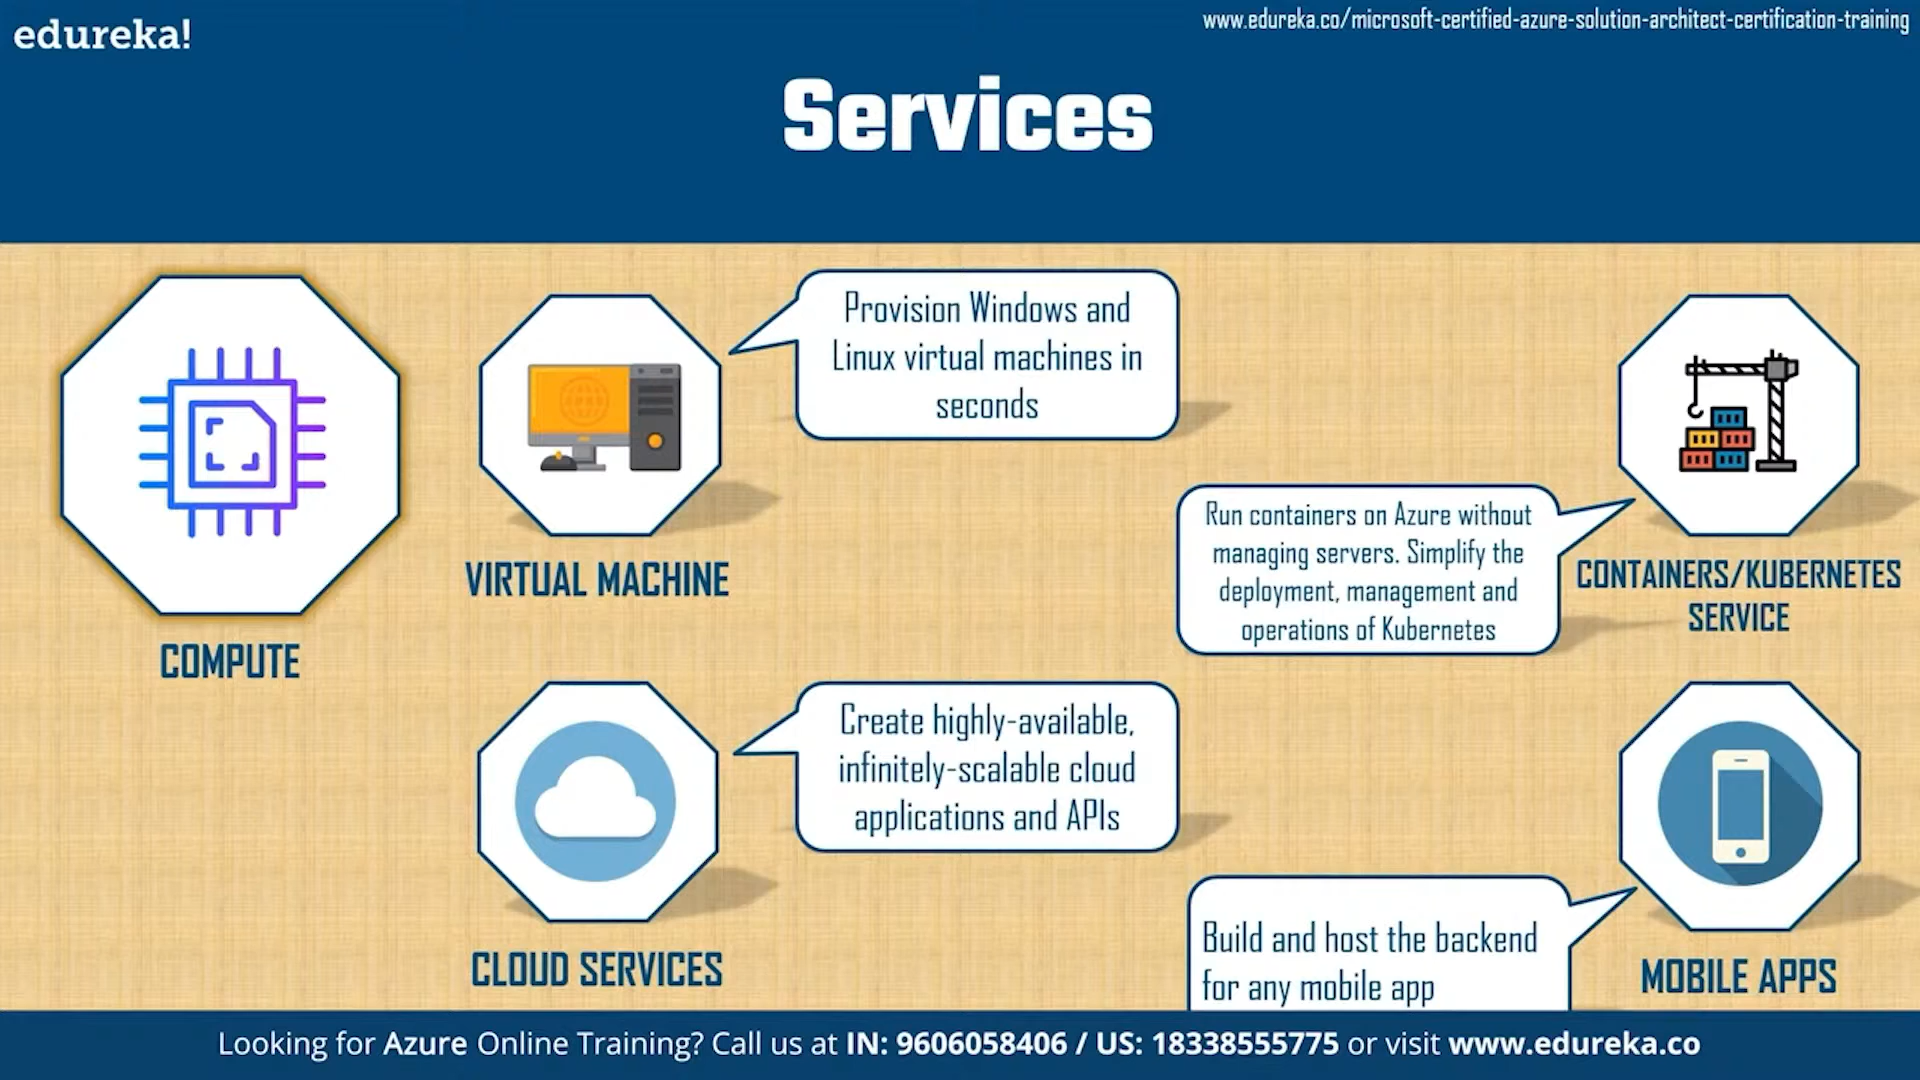 edureka!
www.edureka.co/microsoft-certified-azure-solution-architect-certification-training
Services
Provision Windows and
Linux virtual machines in
seconds
VIRTUAL MACHINE
COMPUTE
Run containers on Azure without
managing servers. Simplify the
deployment, management and
operations of Kubernetes
CONTAINERS/KUBERNETES
SERVICE
Create highly-available,
infinitely-scalable cloud
applications and APIs
CLOUD SERVICES
Build and host the backend
for any mobile app
MOBILE APPS
Looking for Azure Online Training? Call us at IN: 9606058406 / US: 18338555775 or visit www.edureka.co